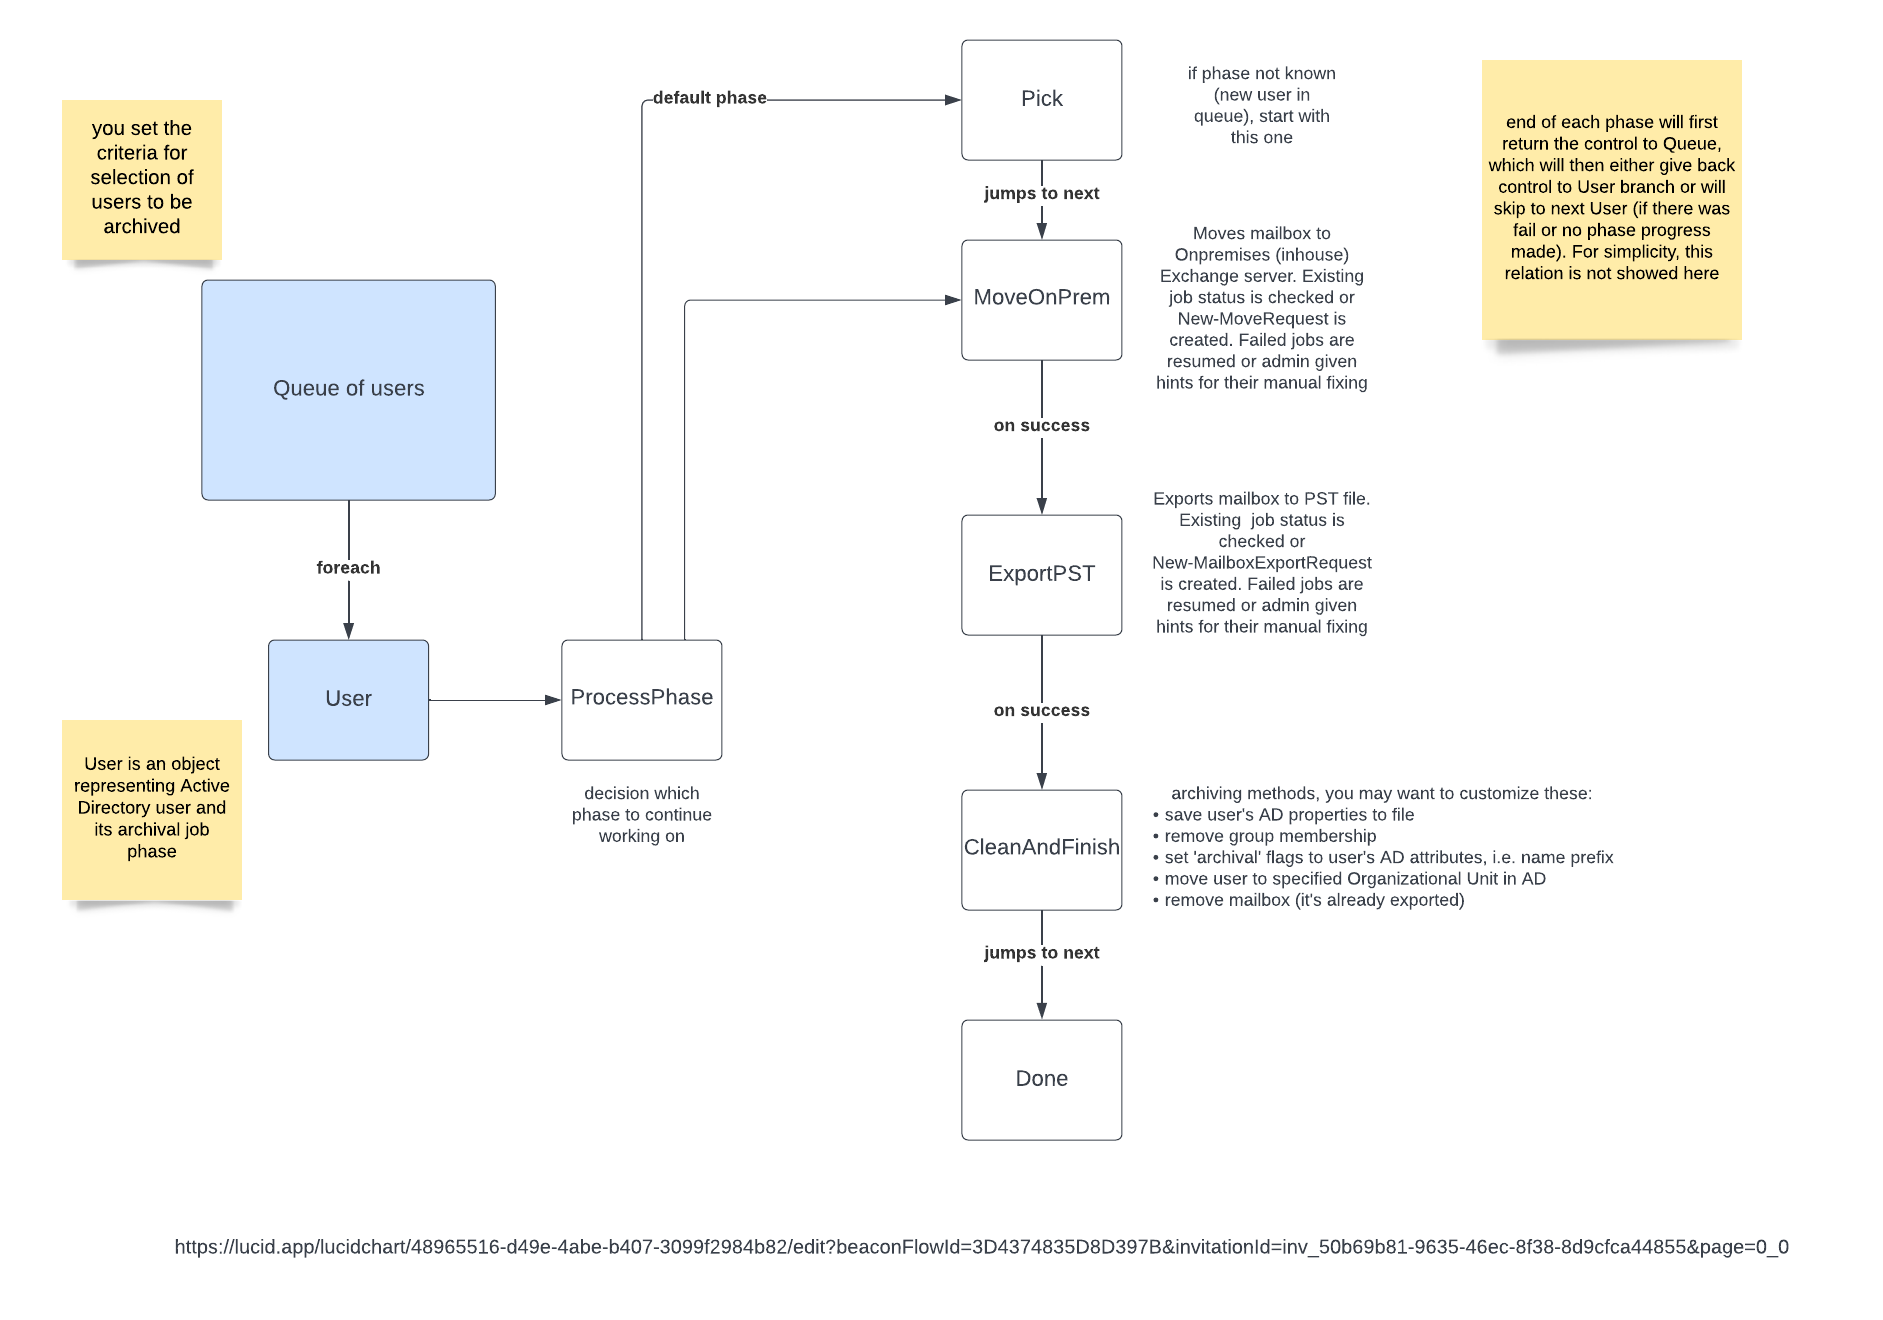 you set the
criteria for
selection of
users to be
archived
Queue of users
foreach
User
User is an object
representing Active
Directory user and
its archival job
phase
ProcessPhase
decision which
phase to continue
working on
default phase
Pick
if phase not known
(new user in
queue), start with
this one
jumps to next
MoveOnPrem
Moves mailbox to
Onpremises (inhouse)
Exchange server. Existing
job status is checked or
New-MoveRequest is
created. Failed jobs are
resumed or admin given
hints for their manual fixing
on success
ExportPST
Exports mailbox to PST file.
Existing  job status is
checked or
New-MailboxExportRequest
is created. Failed jobs are
resumed or admin given
hints for their manual fixing
on success
CleanAndFinish
archiving methods, you may want to customize these:
• save user's AD properties to file
• remove group membership
• set 'archival' flags to user's AD attributes, i.e. name prefix
• move user to specified Organizational Unit in AD
• remove mailbox (it's already exported)
jumps to next
Done
end of each phase will first
return the control to Queue,
which will then either give back
control to User branch or will
skip to next User (if there was
fail or no phase progress
made). For simplicity, this
relation is not showed here
https://lucid.app/lucidchart/48965516-d49e-4abe-b407-3099f2984b82/edit?beaconFlowId=3D4374835D8D397B&invitationId=inv_50b69b81-9635-46ec-8f38-8d9cfca44855&page=0_0